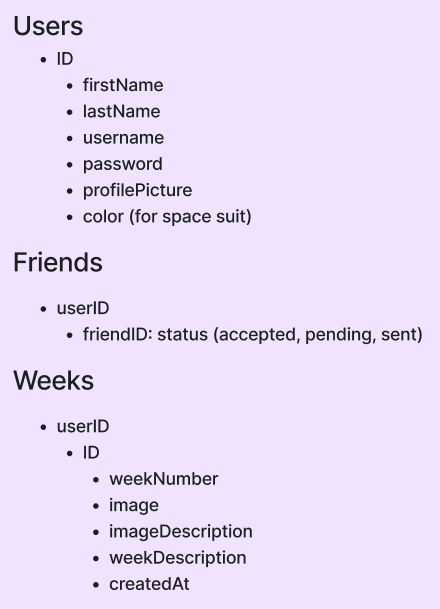 Users
• ID
• firstName
• lastName
• username
• password
• profilePicture
• color (for space suit)
Friends
• userID
• friendID: status (accepted, pending, sent)
Weeks
• userID
• ID
• weekNumber
• image
• imageDescription
• weekDescription
• createdAt